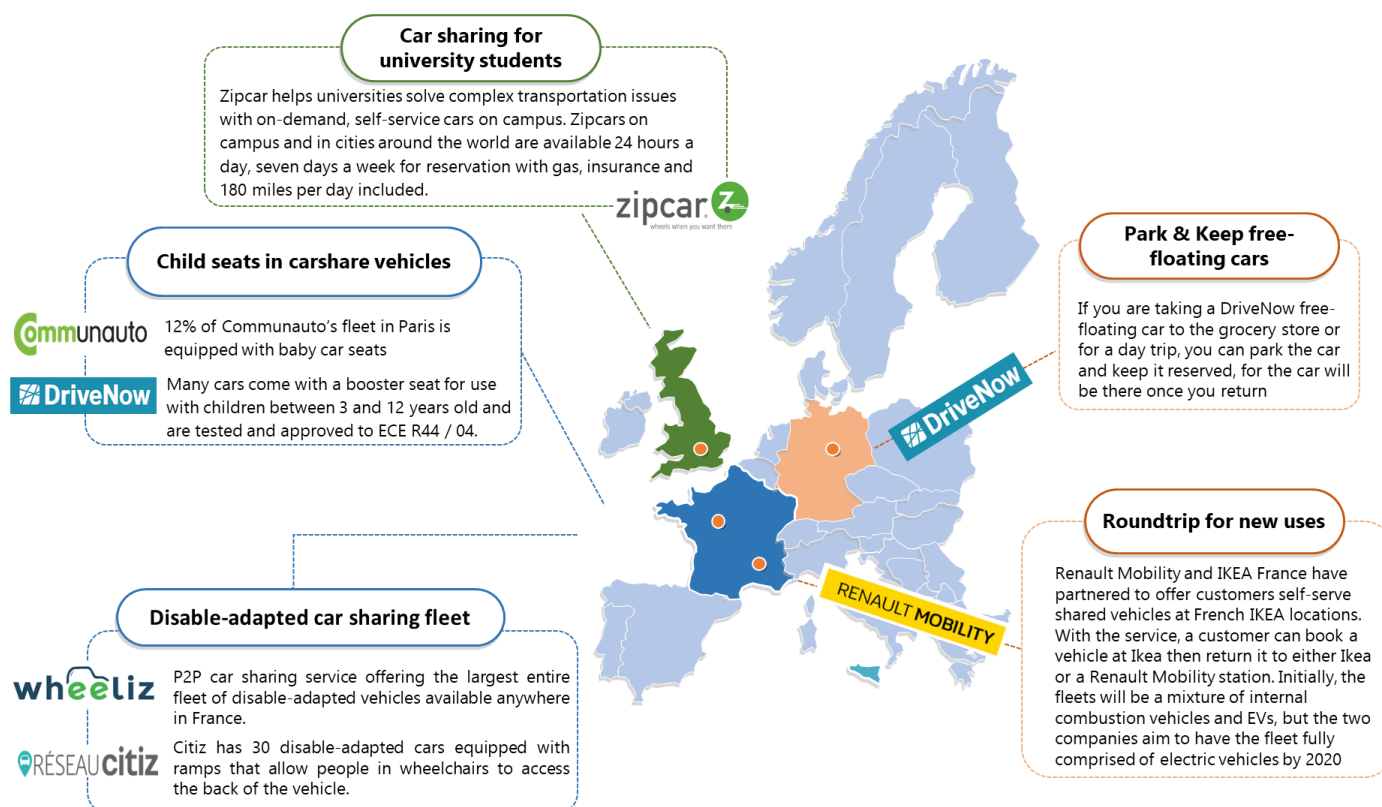 Car sharing for
university students
Zipcar helps universities solve complex transportation issues
with on-demand, self-service cars on campus. Zipcars on
campus and in cities around the world are available 24 hours a
day, seven days a week for reservation with gas, insurance and
180 miles per day included.
zipcar.
wheels when you want them
Child seats in carshare vehicles
communauto
12% of Communauto’s fleet in Paris is
equipped with baby car seats
DriveNow
Many cars come with a booster seat for use
with children between 3 and 12 years old and
are tested and approved to ECE R44 / 04.
Disable-adapted car sharing fleet
wheeliz
P2P car sharing service offering the largest entire
fleet of disable-adapted vehicles available anywhere
in France.
RÉSEAU citiz
Citiz has 30 disable-adapted cars equipped with
ramps that allow people in wheelchairs to access
the back of the vehicle.
Park & Keep free-
floating cars
If you are taking a DriveNow free-
floating car to the grocery store or
for a day trip, you can park the car
and keep it reserved, for the car will
be there once you return
DriveNow
Roundtrip for new uses
Renault Mobility and IKEA France have
partnered to offer customers self-serve
shared vehicles at French IKEA locations.
With the service, a customer can book a
vehicle at Ikea then return it to either Ikea
or a Renault Mobility station. Initially, the
fleets will be a mixture of internal
combustion vehicles and EVs, but the two
companies aim to have the fleet fully
comprised of electric vehicles by 2020
RENAULT MOBILITY